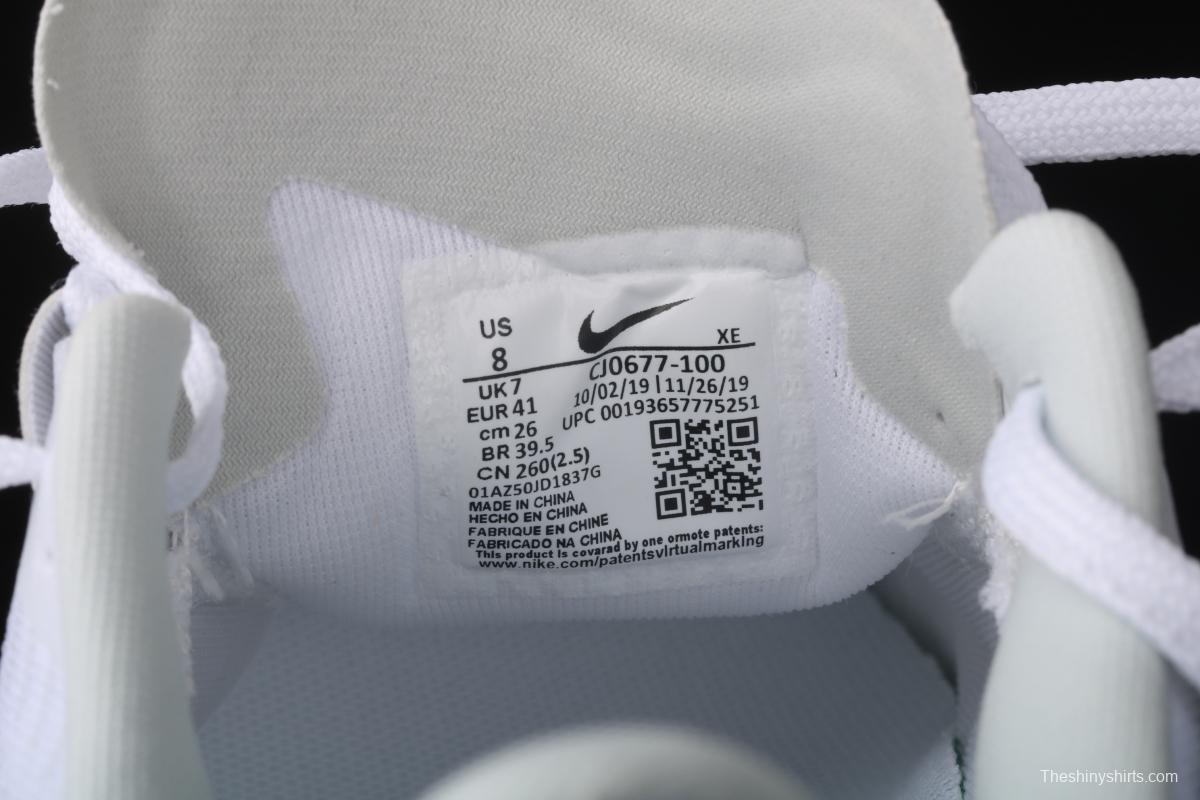 US
8
XE
UK 7
EUR 41
cm 26
BR 39.5
CN 260(2.5)
CJ0677-100
10/02/19 | 11/26/19
UPC 00193657775251
01AZ50JD1837G
MADE IN CHINA
HECHO EN CHINA
FABRIQUE EN CHINE
FABRICADO NA CHINA
This product is covarad by one ormote patents:
www.nike.com/patentsvirtualmarking
Theshinyshirts.com